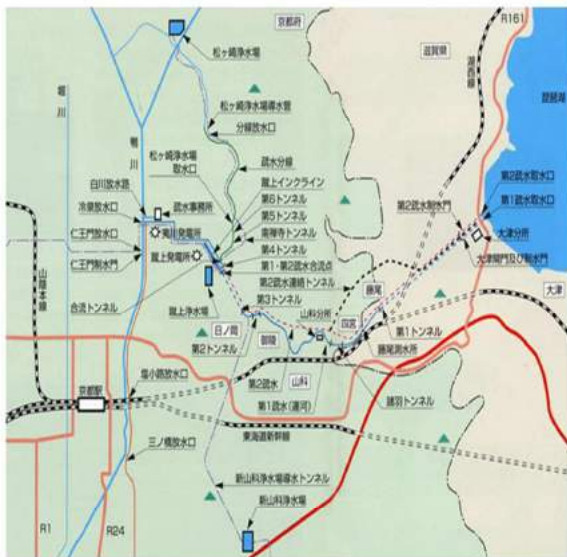 京都府
滋賀県
R161
湖西線
琵琶湖
松ヶ崎浄水場
堀川
鴨川
松ヶ崎浄水場導水管
分線放水口
松ヶ崎浄水場
取水口
疏水分線
白川放水路
疏水事務所
蹴上インクライン
第6トンネル
第5トンネル
南禅寺トンネル
第4トンネル
第1・第2疏水合流点
第2疏水連絡トンネル
冷泉放水口
仁王門放水口
仁王門制水門
夷川発電所
蹴上発電所
第2疏水取水口
第1疏水取水口
第2疏水制水門
大津分所
大津閘門及び制水門
山陰本線
合流トンネル
蹴上浄水場
第3トンネル
日ノ岡
第2トンネル
御陵
山科分所
四宮
藤尾
第1トンネル
藤尾測水所
大津
塩小路放水口
京都駅
第2疏水
山科
第1疏水(運河)
諸羽トンネル
東海道新幹線
三ノ橋放水口
新山科浄水場導水トンネル
新山科浄水場
R1
R24